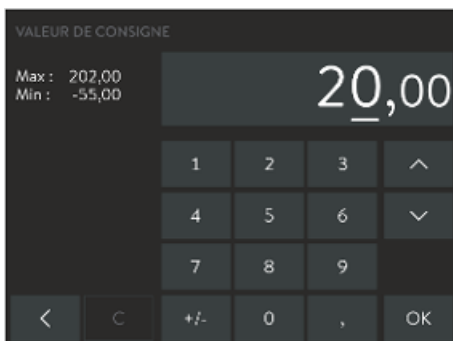 VALEUR DE CONSIGNE
Max : 202,00
Min : -55,00
20,00
1 2 3
4 5 6
7 8 9
C +/- 0 , OK